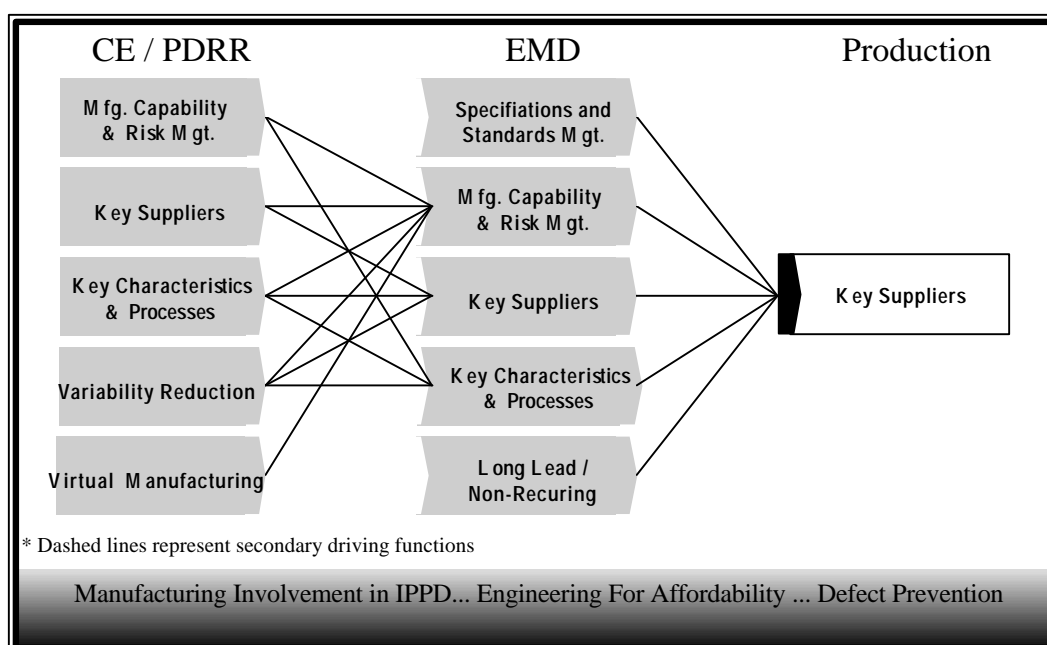 CE / PDRR
EMD
Production
Mfg. Capability
& Risk Mgt.
Key Suppliers
Key Characteristics
& Processes
Variability Reduction
Virtual Manufacturing
Specifiations and
Standards Mgt.
Mfg. Capability
& Risk Mgt.
Key Suppliers
Key Characteristics
& Processes
Long Lead /
Non-Recuring
Key Suppliers
* Dashed lines represent secondary driving functions
Manufacturing Involvement in IPPD... Engineering For Affordability ... Defect Prevention